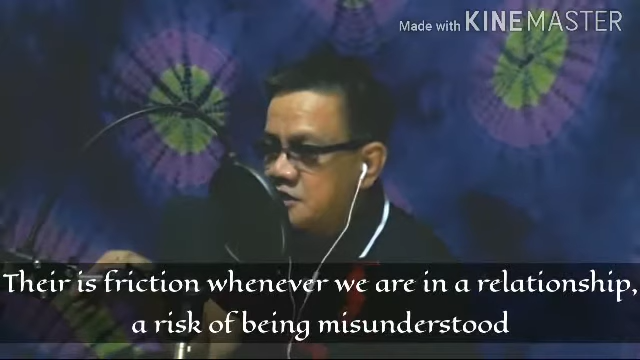 Made with KINEMASTER
Their is friction whenever we are in a relationship,
a risk of being misunderstood